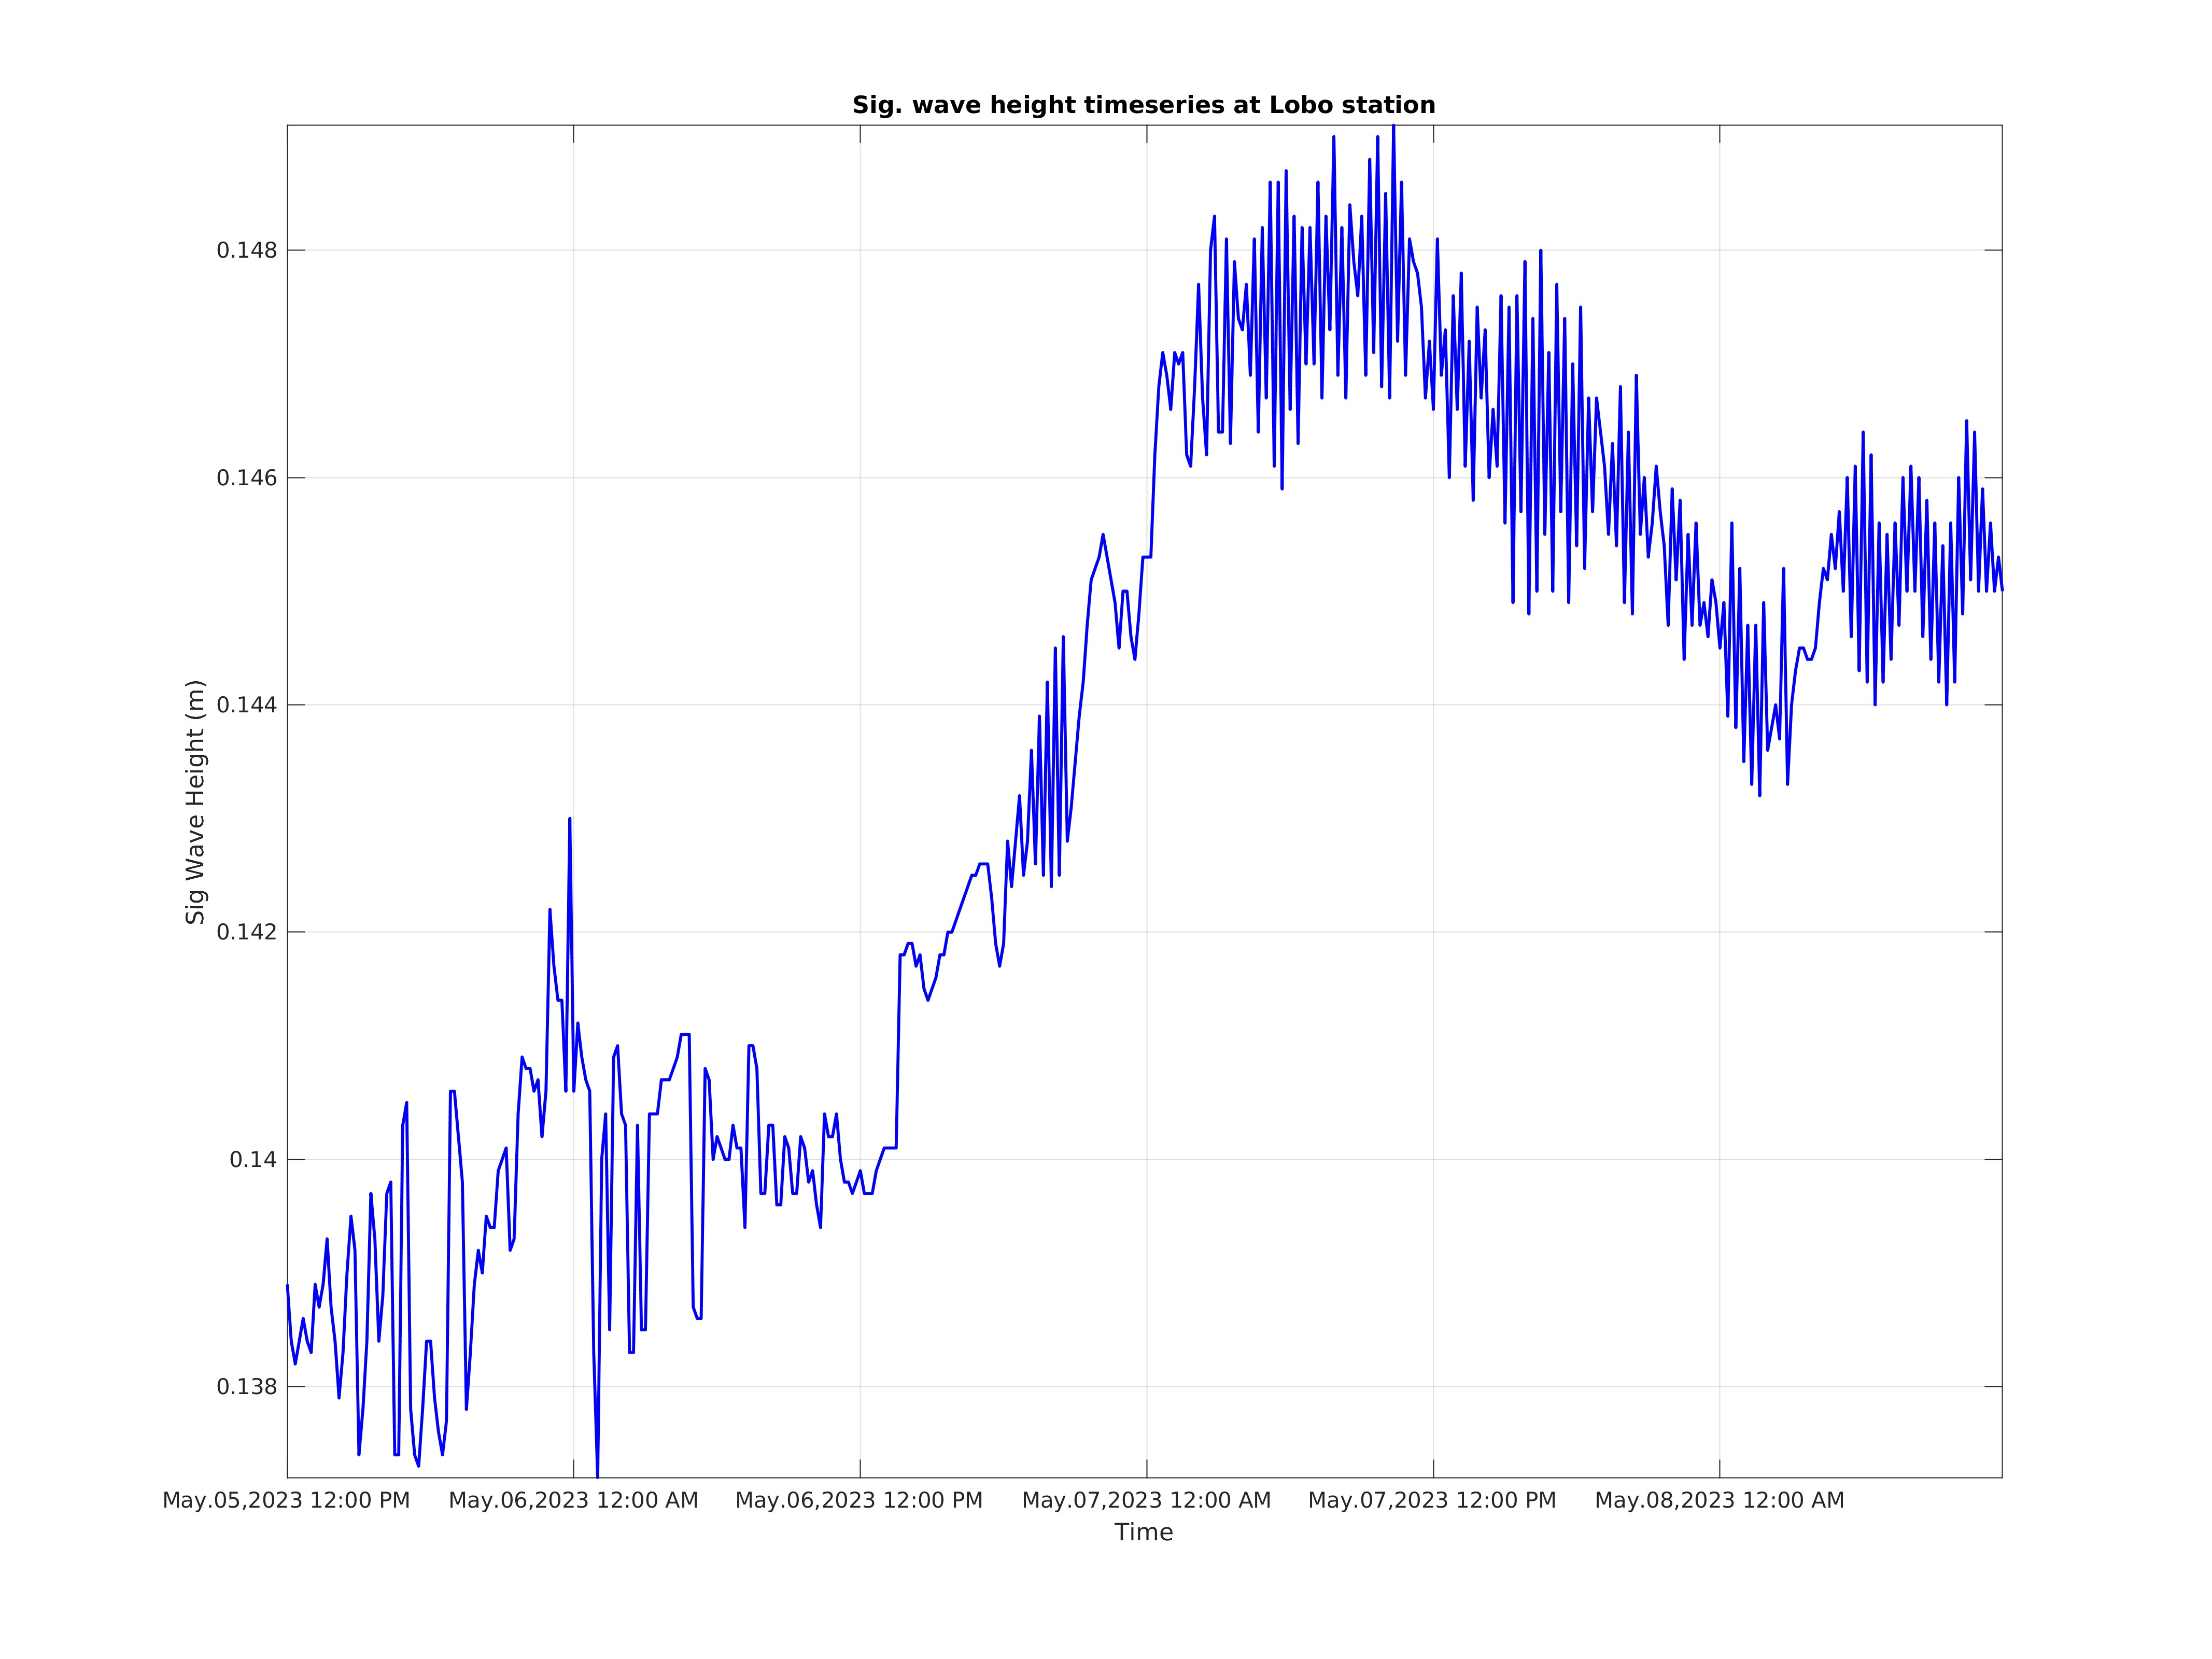 Sig. wave height timeseries at Lobo station
0.148
0.146
0.144
0.142
0.14
0.138
Sig Wave Height (m)
May.05,2023 12:00 PM
May.06,2023 12:00 AM
May.06,2023 12:00 PM
May.07,2023 12:00 AM
May.07,2023 12:00 PM
May.08,2023 12:00 AM
Time